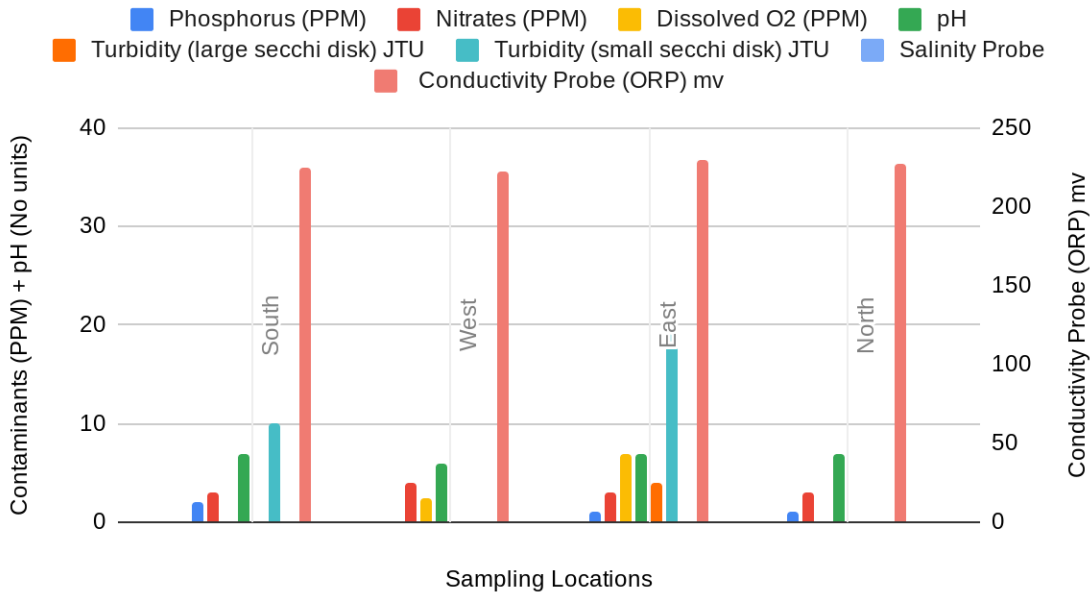 Phosphorus (PPM) Nitrates (PPM) Dissolved O2 (PPM) pH
Turbidity (large secchi disk) JTU Turbidity (small secchi disk) JTU Salinity Probe
Conductivity Probe (ORP) mv
Contaminants (PPM) + pH (No units)
40
30
20
10
0
South
West
East
North
250
200
150
100
50
0
Conductivity Probe (ORP) mv
Sampling Locations